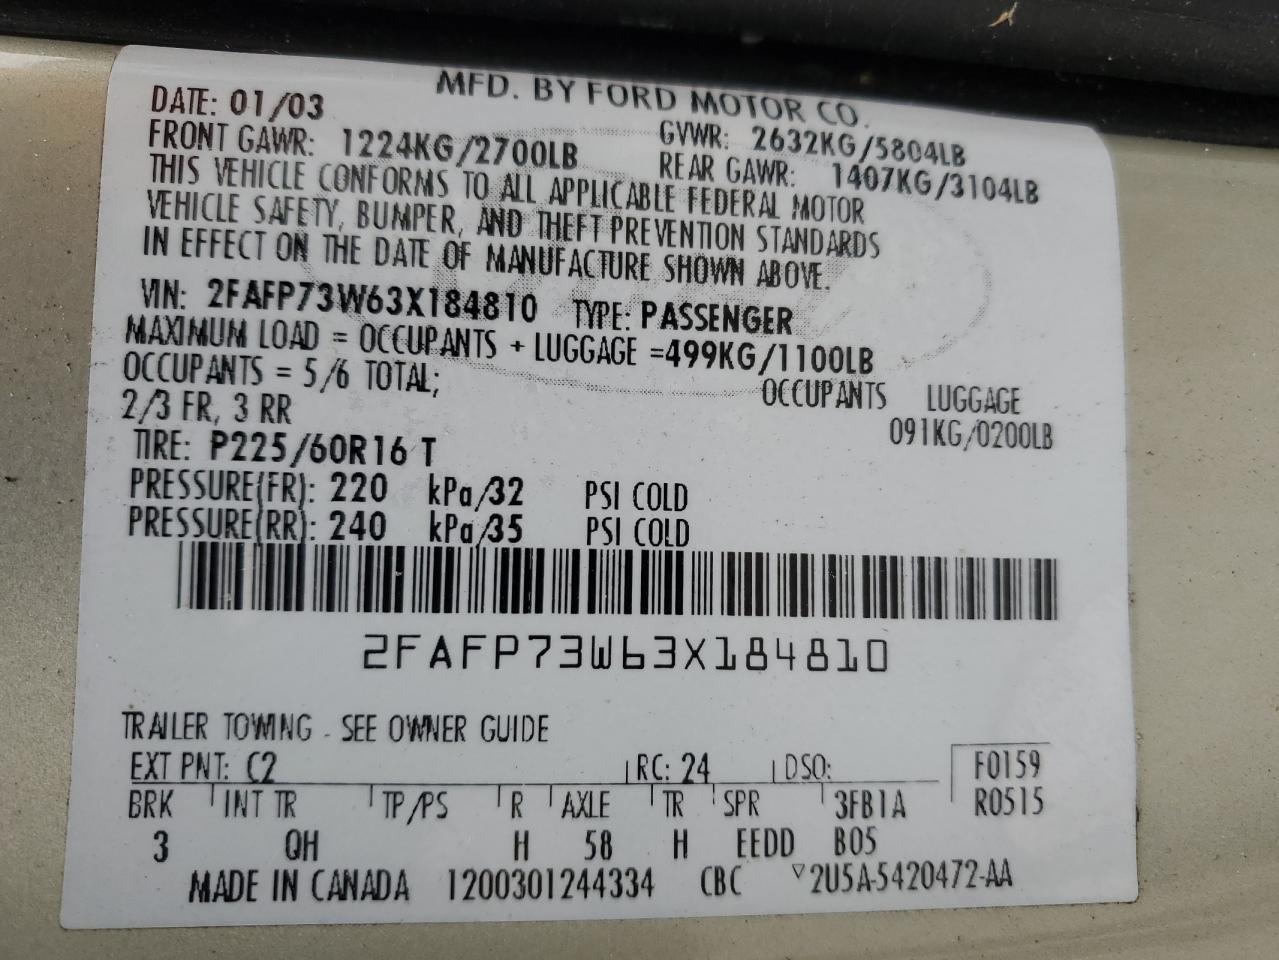 MFD. BY FORD MOTOR CO.
DATE: 01/03 GVWR: 2632KG/5804LB
FRONT GAWR: 1224KG/2700LB REAR GAWR: 1407KG/3104LB
THIS VEHICLE CONFORMS TO ALL APPLICABLE FEDERAL MOTOR
VEHICLE SAFETY, BUMPER, AND THEFT PREVENTION STANDARDS
IN EFFECT ON THE DATE OF MANUFACTURE SHOWN ABOVE.
VIN: 2FAFP73W63X184810 TYPE: PASSENGER
MAXIMUM LOAD = OCCUPANTS + LUGGAGE =499KG/1100LB
OCCUPANTS = 5/6 TOTAL; OCCUPANTS LUGGAGE
2/3 FR, 3 RR 091KG/0200LB
TIRE: P225/60R16 T
PRESSURE(FR): 220 kPa/32 PSI COLD
PRESSURE(RR): 240 kPa/35 PSI COLD
2FAFP73W63X184810
TRAILER TOWING - SEE OWNER GUIDE
EXT PNT: C2 RC: 24 DSO: F0159
BRK INT TR TP/PS R AXLE TR SPR 3FB1A R0515
3 QH H 58 H EEDD B05
MADE IN CANADA 1200301244334 CBC ▽2U5A-5420472-AA